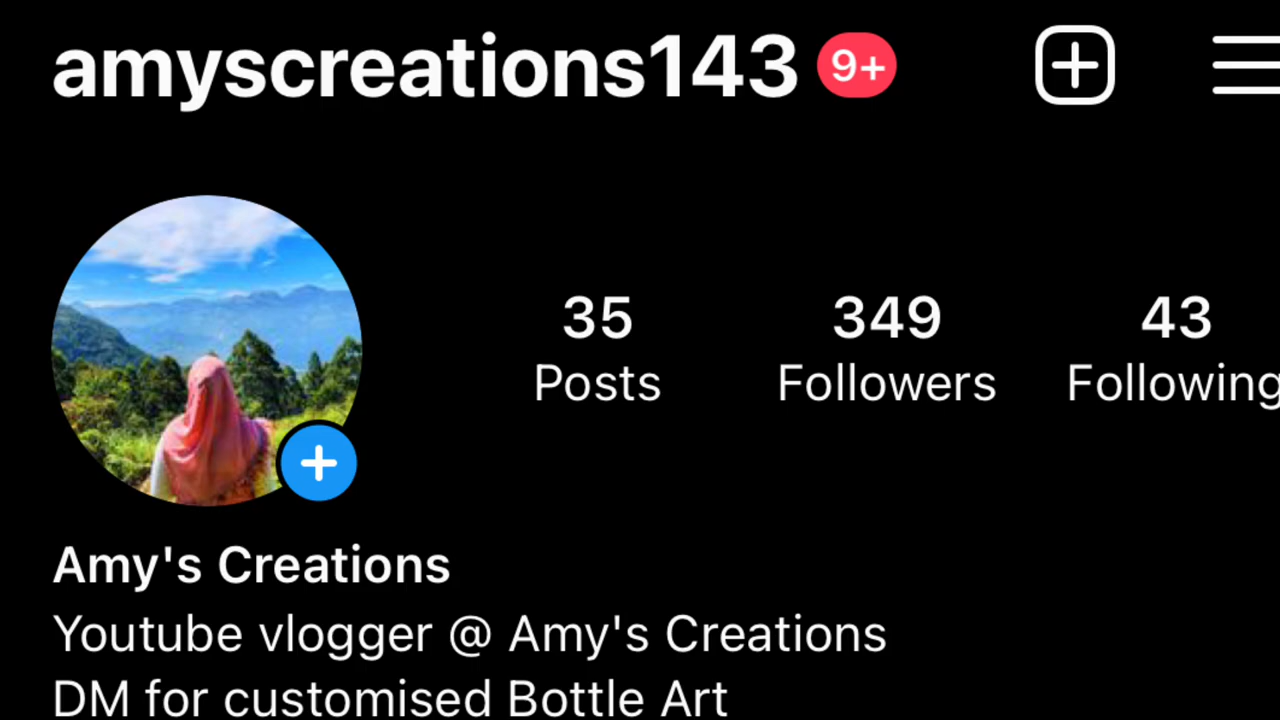 amyscreations143 9+
35 349 43
Posts Followers Following
Amy's Creations
Youtube vlogger @ Amy's Creations
DM for customised Bottle Art